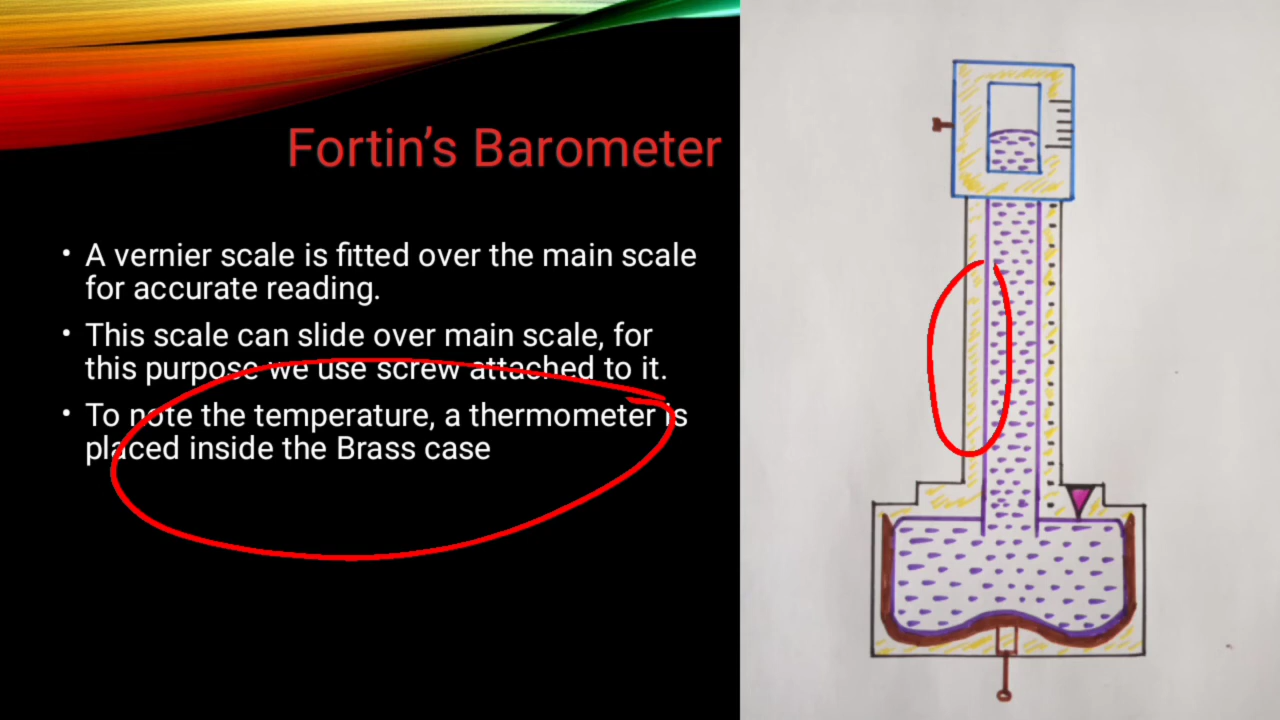 Fortin’s Barometer
• A vernier scale is fitted over the main scale
for accurate reading.
• This scale can slide over main scale, for
this purpose we use screw attached to it.
• To note the temperature, a thermometer is
placed inside the Brass case